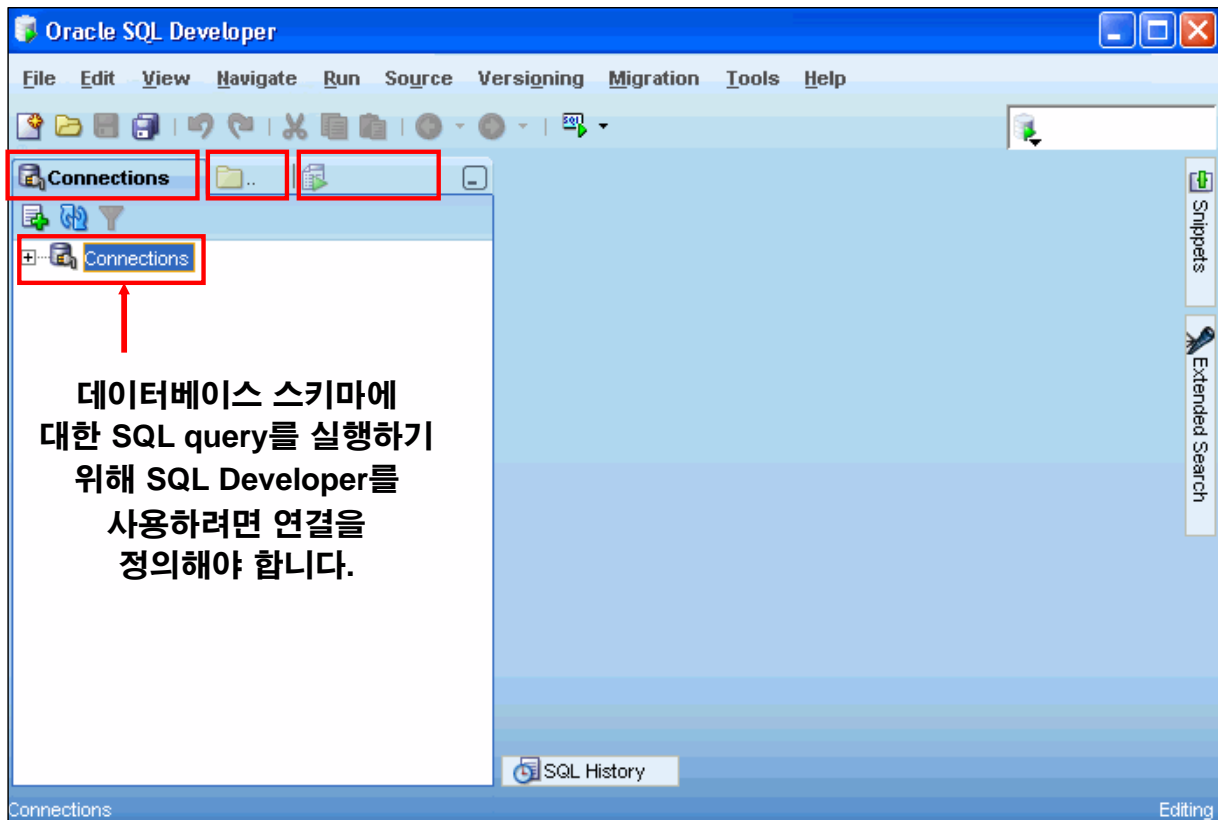 Oracle SQL Developer
File Edit View Navigate Run Source Versioning Migration Tools Help
SQL
Connections ..
Connections
데이터베이스 스키마에
대한 SQL query를 실행하기
위해 SQL Developer를
사용하려면 연결을
정의해야 합니다.
Snippets
Extended Search
SQL History
Connections Editing